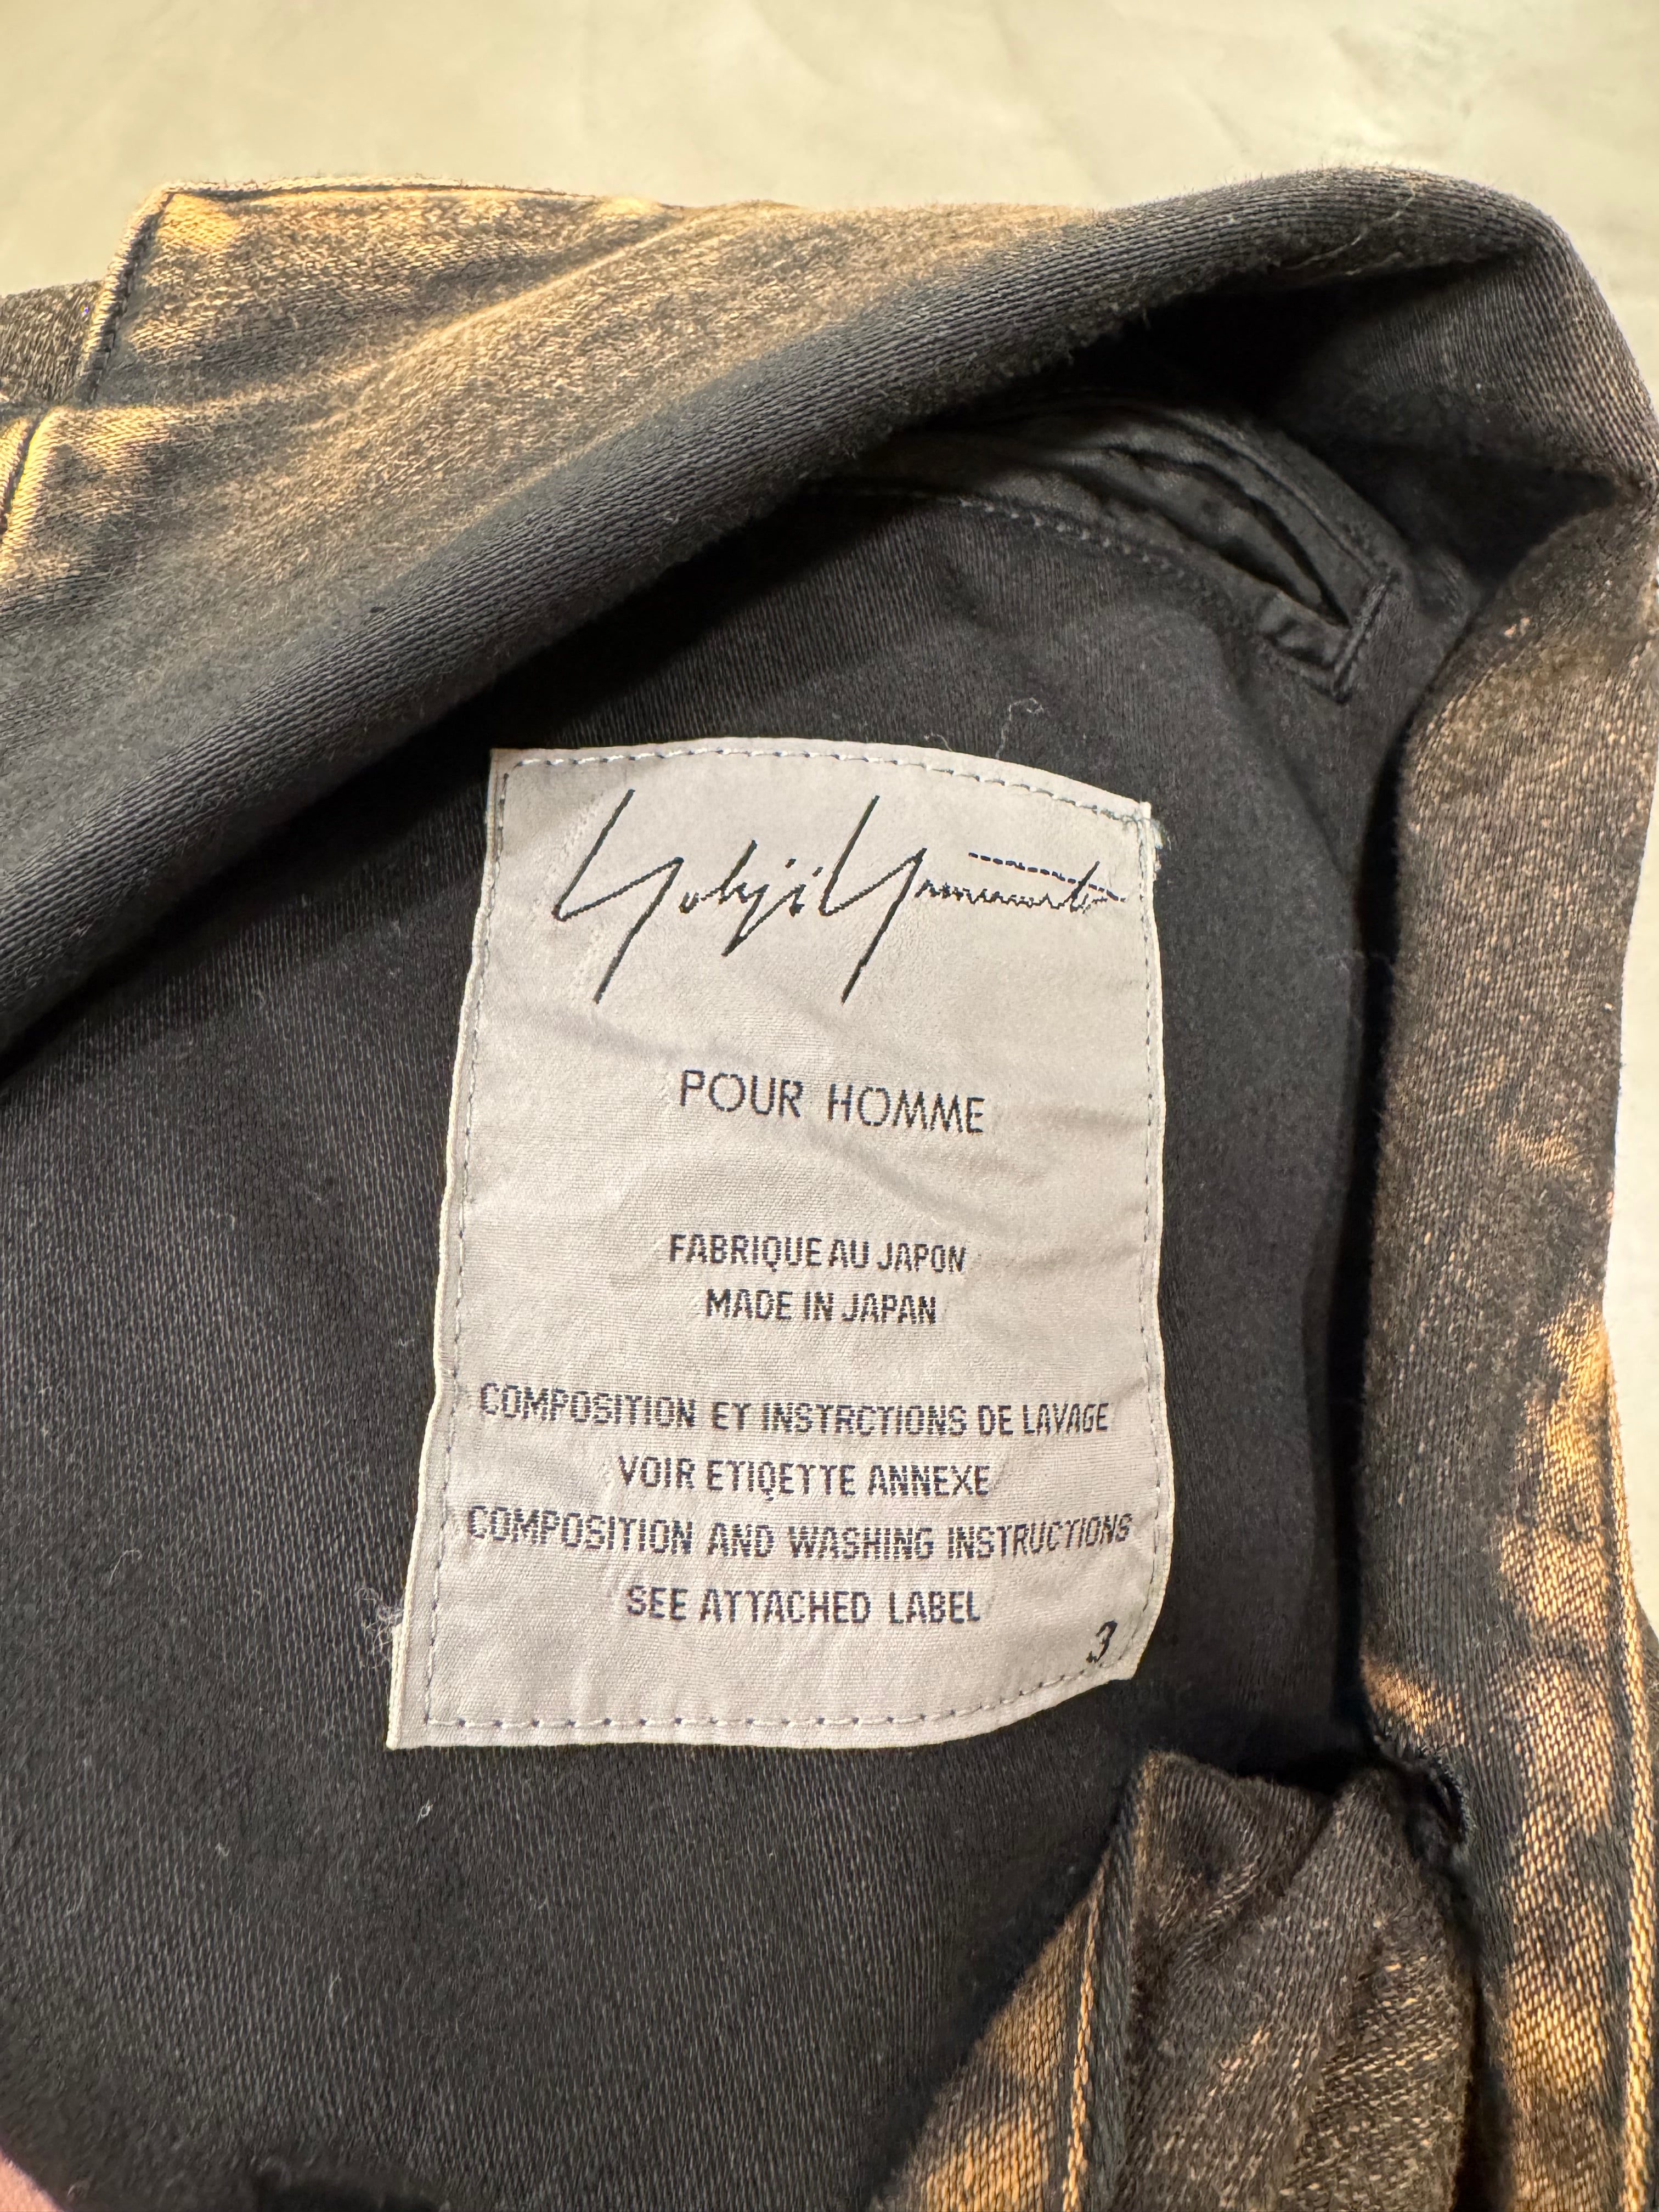 Yohji Yamamoto
POUR HOMME
FABRIQUE AU JAPON
MADE IN JAPAN
COMPOSITION ET INSTRCTIONS DE LAVAGE
VOIR ETIQETTE ANNEXE
COMPOSITION AND WASHING INSTRUCTIONS
SEE ATTACHED LABEL
3